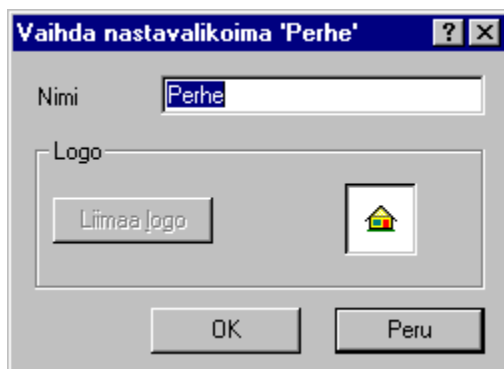 Vaihda nastavalikoima 'Perhe'
Nimi Perhe
Logo
Liimaa logo
OK Peru